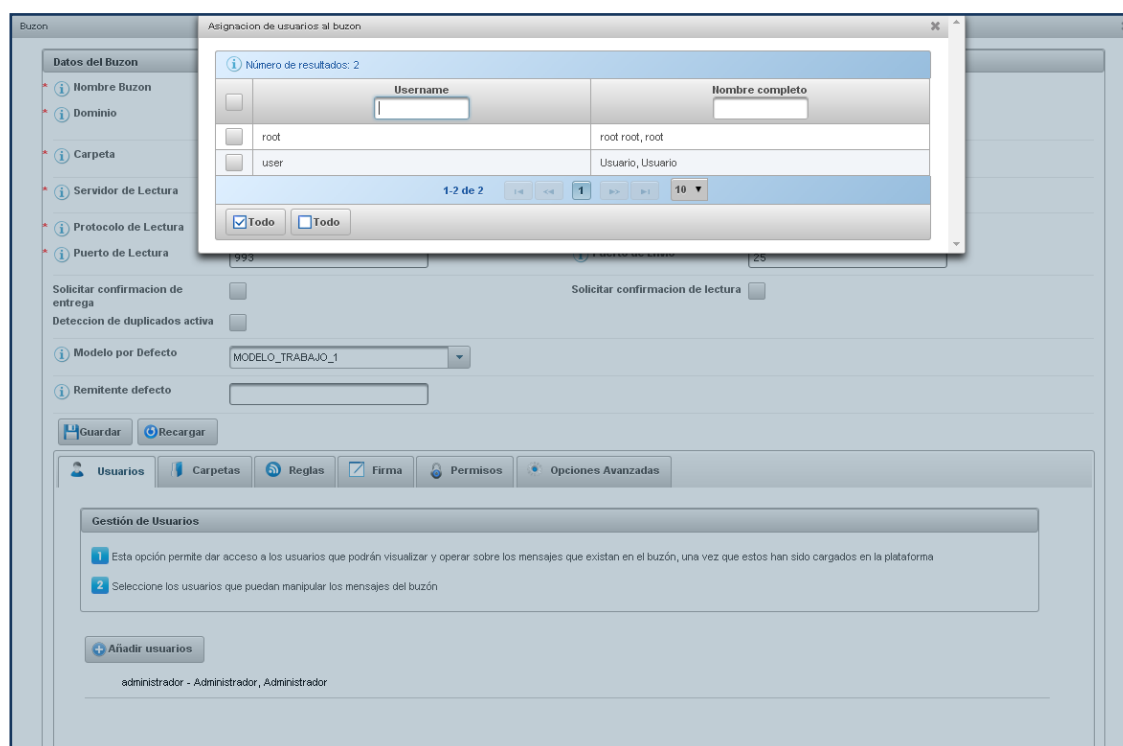 Buzon
Asignacion de usuarios al buzon
Número de resultados: 2
Username
Nombre completo
root
root root, root
user
Usuario, Usuario
1-2 de 2
1
10
Todo
Todo
Datos del Buzon
* Nombre Buzon
* Dominio
* Carpeta
* Servidor de Lectura
* Protocolo de Lectura
* Puerto de Lectura
993
Puerto de Envio
25
Solicitar confirmacion de
entrega
Solicitar confirmacion de lectura
Deteccion de duplicados activa
Modelo por Defecto
MODELO_TRABAJO_1
Remitente defecto
Guardar
Recargar
Usuarios
Carpetas
Reglas
Firma
Permisos
Opciones Avanzadas
Gestión de Usuarios
1 Esta opción permite dar acceso a los usuarios que podrán visualizar y operar sobre los mensajes que existan en el buzón, una vez que estos han sido cargados en la plataforma
2 Seleccione los usuarios que puedan manipular los mensajes del buzón
Añadir usuarios
administrador - Administrador, Administrador